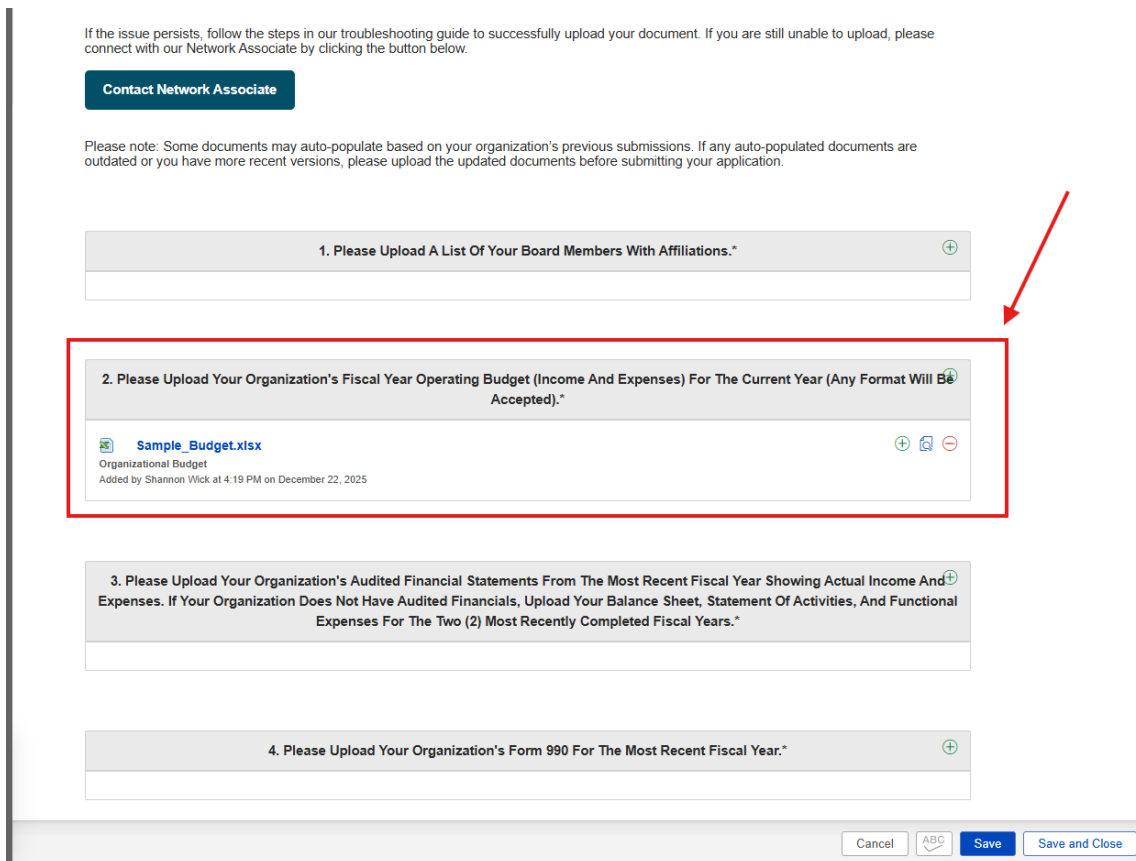 If the issue persists, follow the steps in our troubleshooting guide to successfully upload your document. If you are still unable to upload, please
connect with our Network Associate by clicking the button below.
Contact Network Associate
Please note: Some documents may auto-populate based on your organization's previous submissions. If any auto-populated documents are
outdated or you have more recent versions, please upload the updated documents before submitting your application.
1. Please Upload A List Of Your Board Members With Affiliations.*
2. Please Upload Your Organization's Fiscal Year Operating Budget (Income And Expenses) For The Current Year (Any Format Will Be
Accepted).*
Sample_Budget.xlsx
Organizational Budget
Added by Shannon Wick at 4:19 PM on December 22, 2025
3. Please Upload Your Organization's Audited Financial Statements From The Most Recent Fiscal Year Showing Actual Income And
Expenses. If Your Organization Does Not Have Audited Financials, Upload Your Balance Sheet, Statement Of Activities, And Functional
Expenses For The Two (2) Most Recently Completed Fiscal Years.*
4. Please Upload Your Organization's Form 990 For The Most Recent Fiscal Year.*
Cancel
ABC
Save
Save and Close